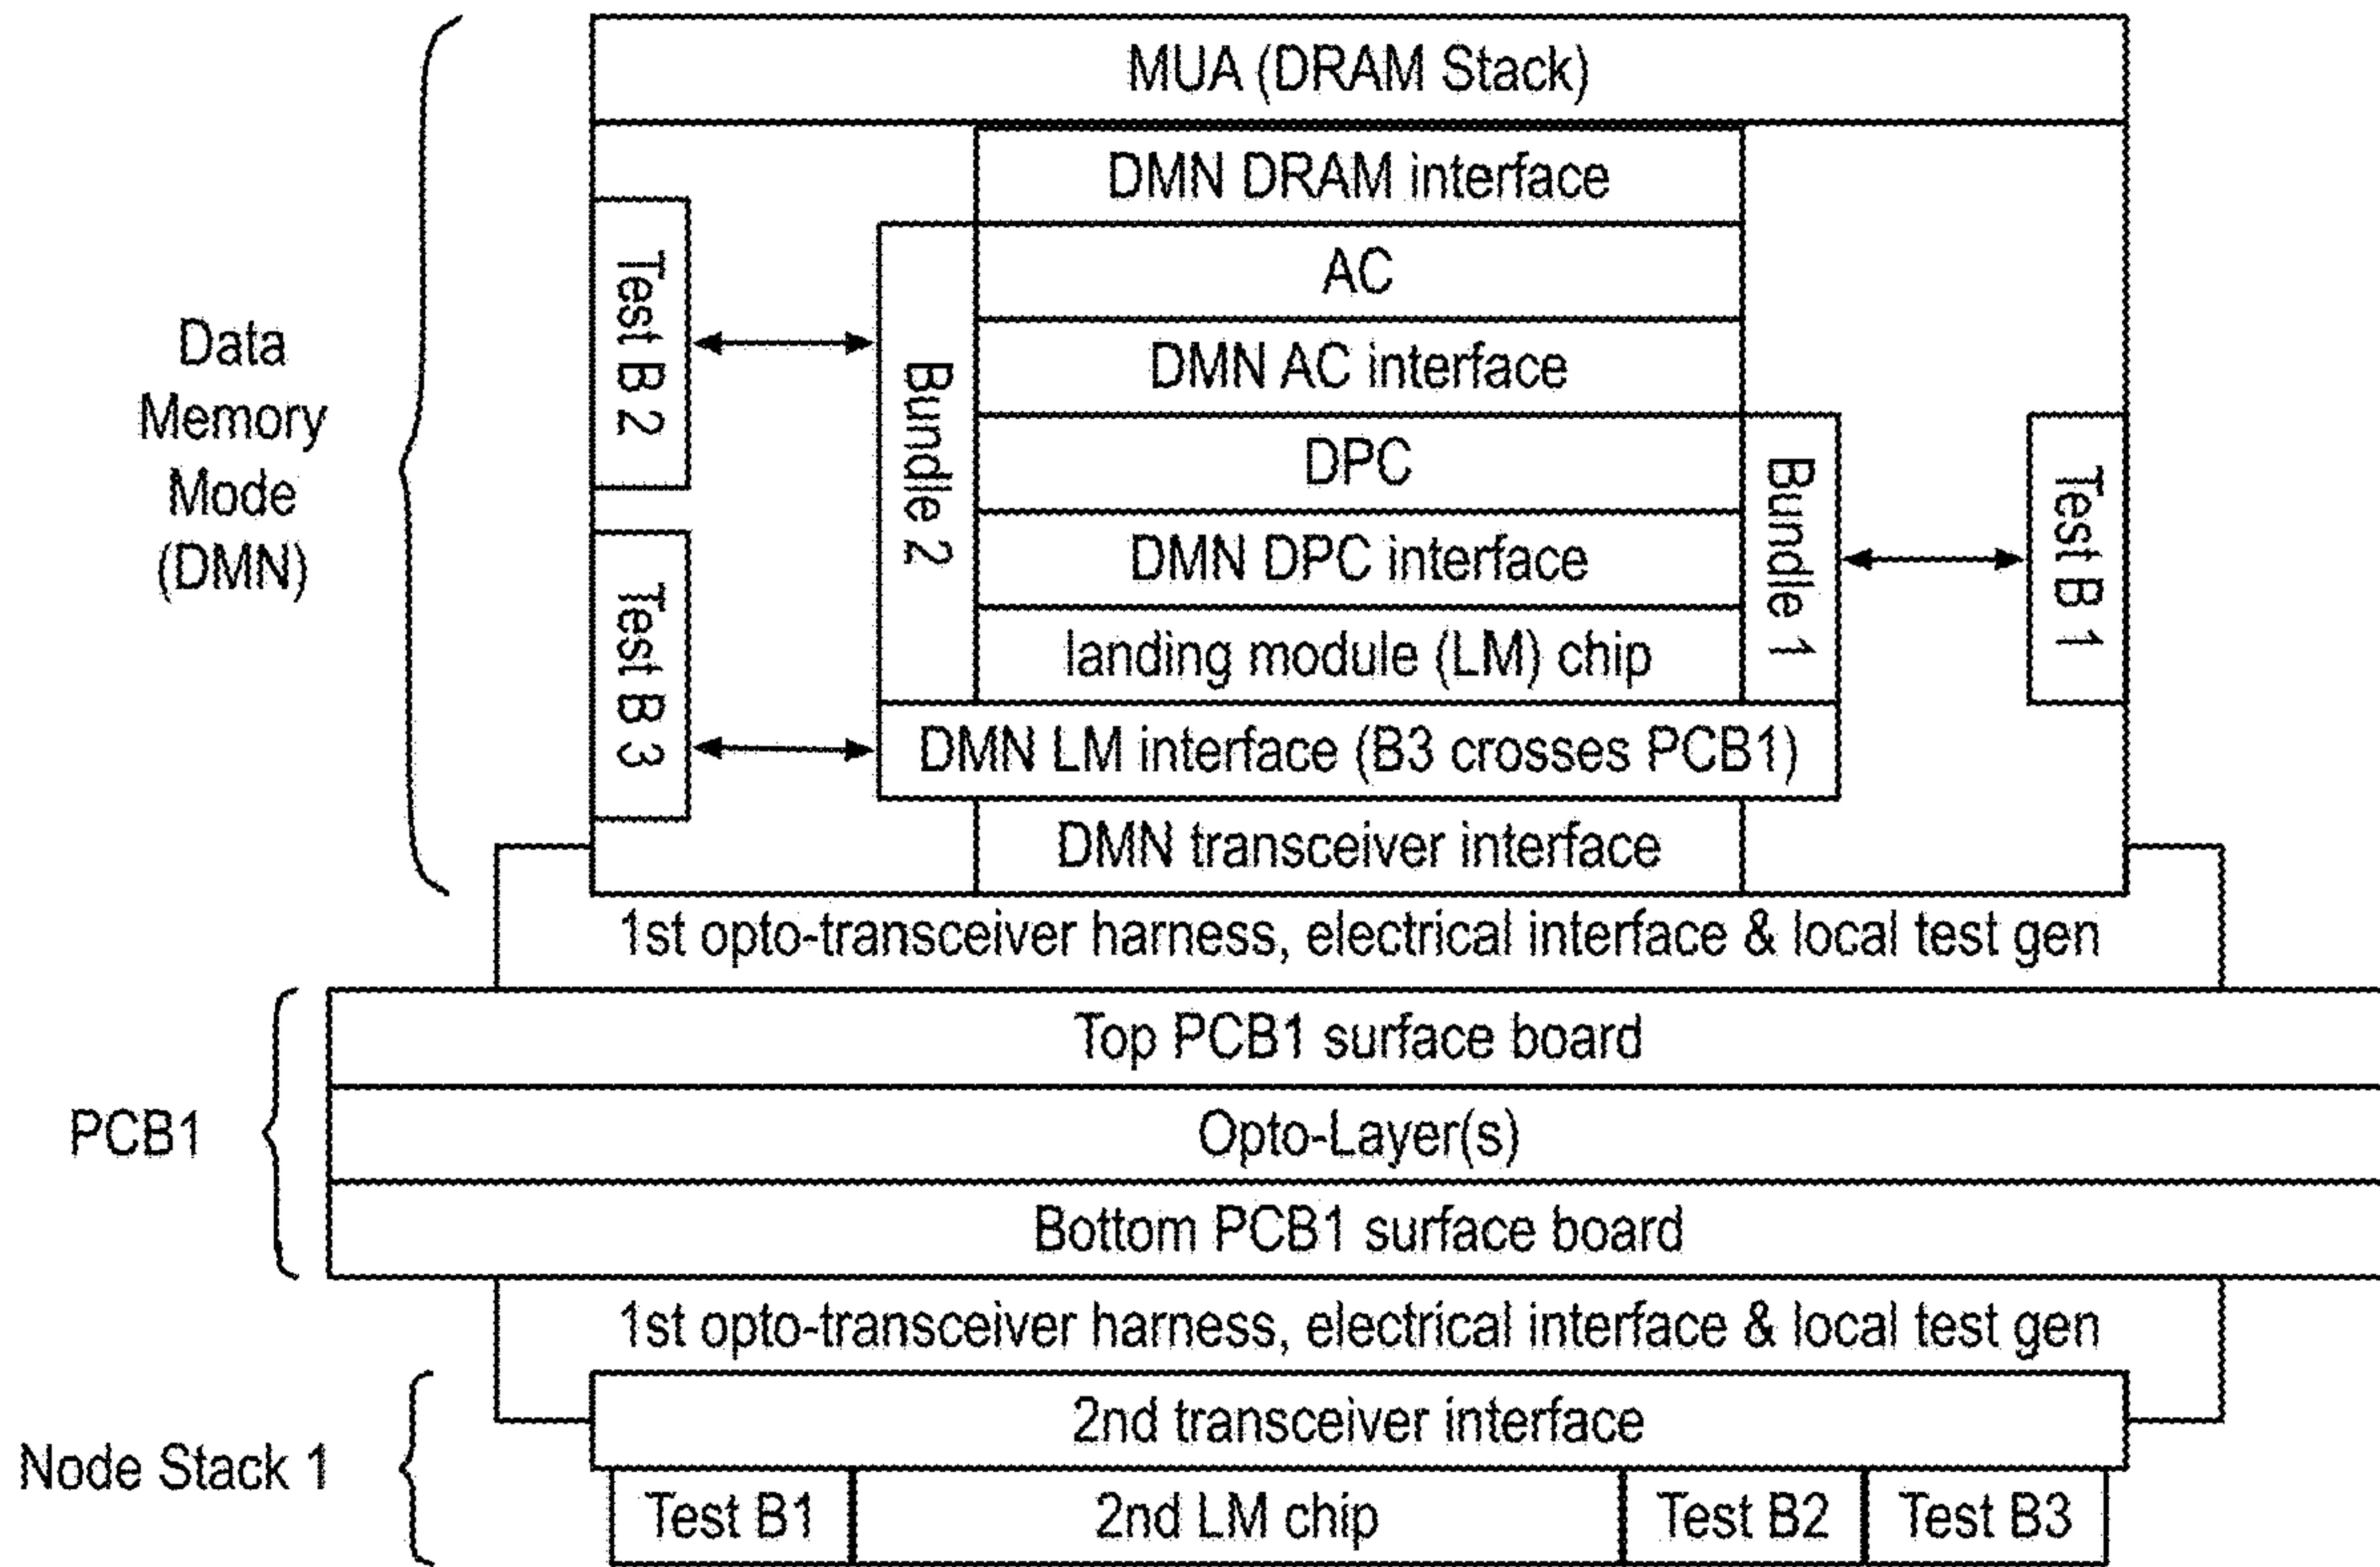 MUA (DRAM Stack)
DMN DRAM interface
AC
DMN AC interface
DPC
DMN DPC interface
landing module (LM) chip
DMN LM interface (B3 crosses PCB1)
DMN transceiver interface
Test B 2
Test B 3
Bundle 2
Bundle 1
Test B 1
Data
Memory
Mode
(DMN)
1st opto-transceiver harness, electrical interface & local test gen
PCB1
Top PCB1 surface board
Opto-Layer(s)
Bottom PCB1 surface board
1st opto-transceiver harness, electrical interface & local test gen
Node Stack 1
2nd transceiver interface
Test B1
2nd LM chip
Test B2
Test B3